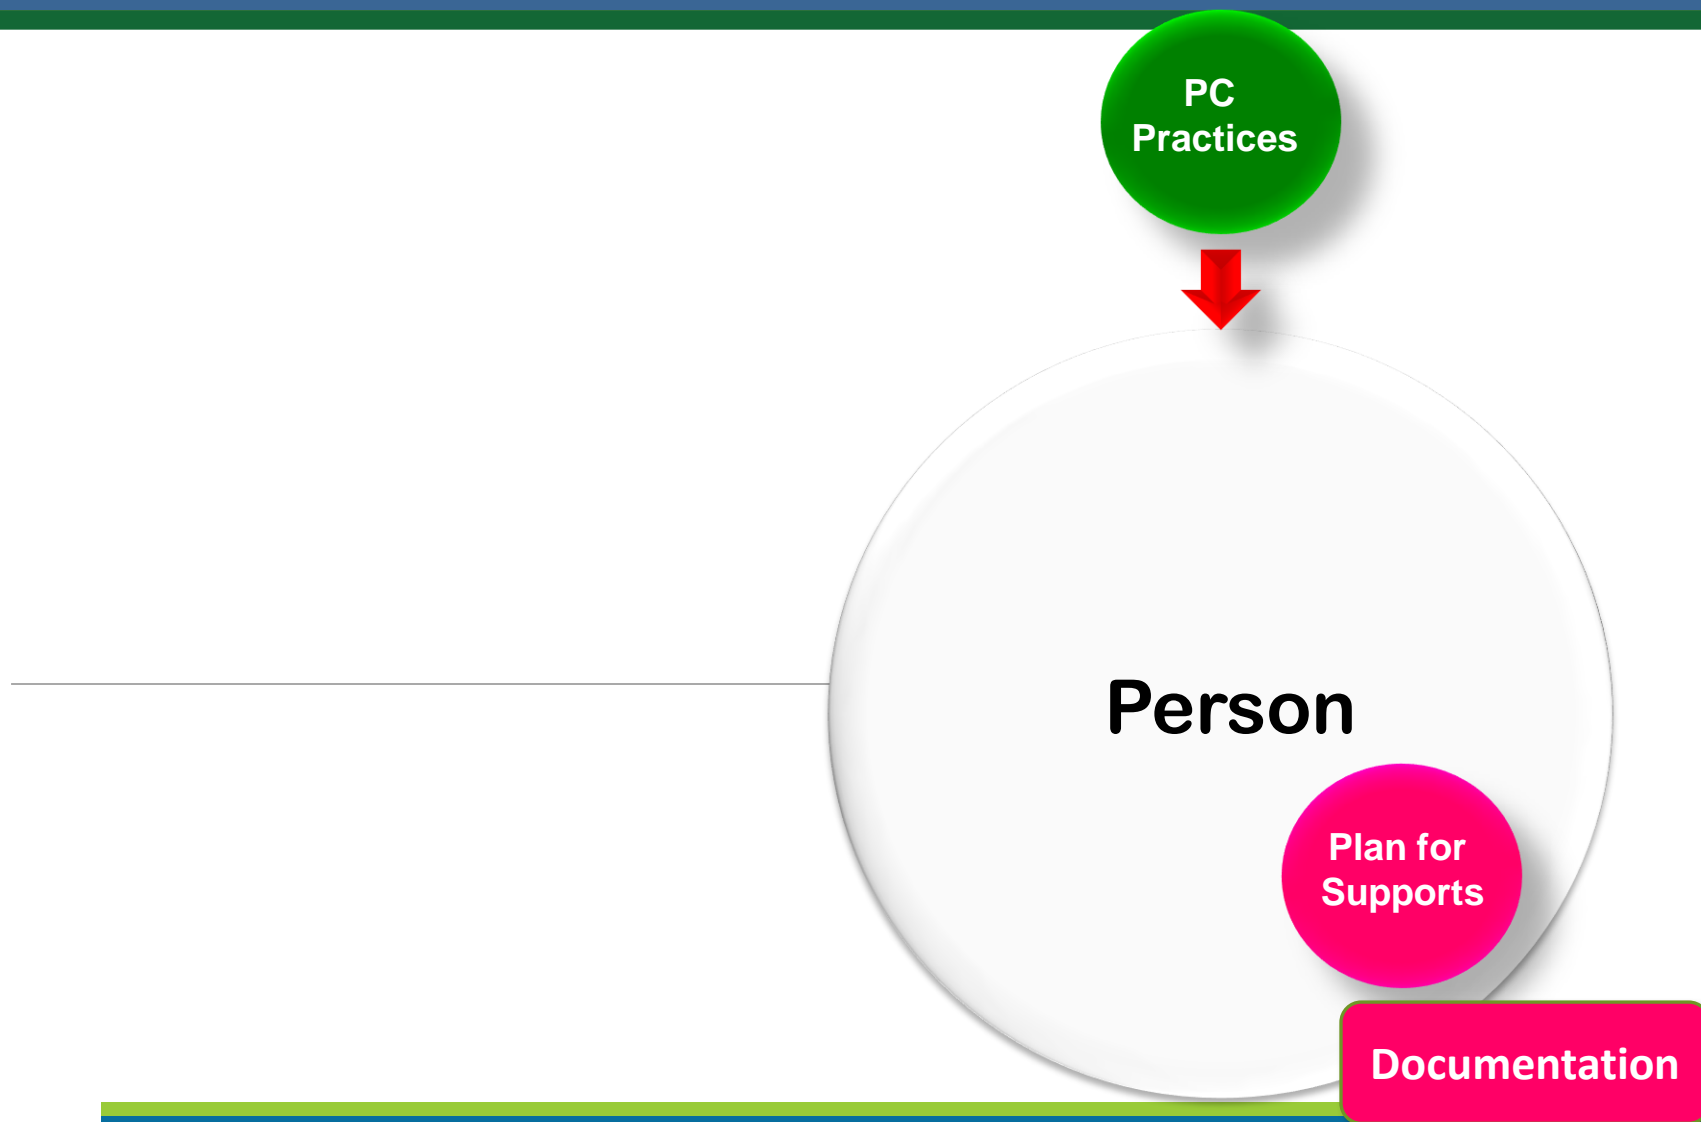 PC
Practices
Person
Plan for
Supports
Documentation